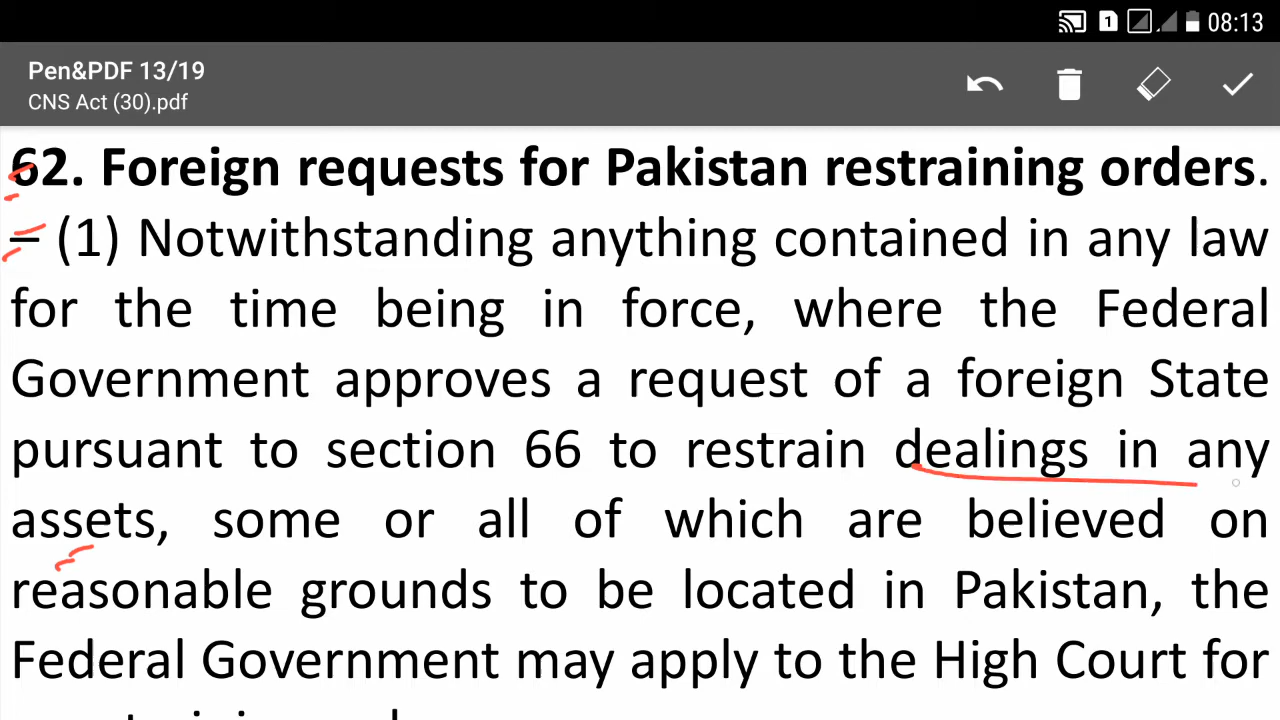 1 08:13
Pen&PDF 13/19
CNS Act (30).pdf
62. Foreign requests for Pakistan restraining orders.
– (1) Notwithstanding anything contained in any law
for the time being in force, where the Federal
Government approves a request of a foreign State
pursuant to section 66 to restrain dealings in any
assets, some or all of which are believed on
reasonable grounds to be located in Pakistan, the
Federal Government may apply to the High Court for